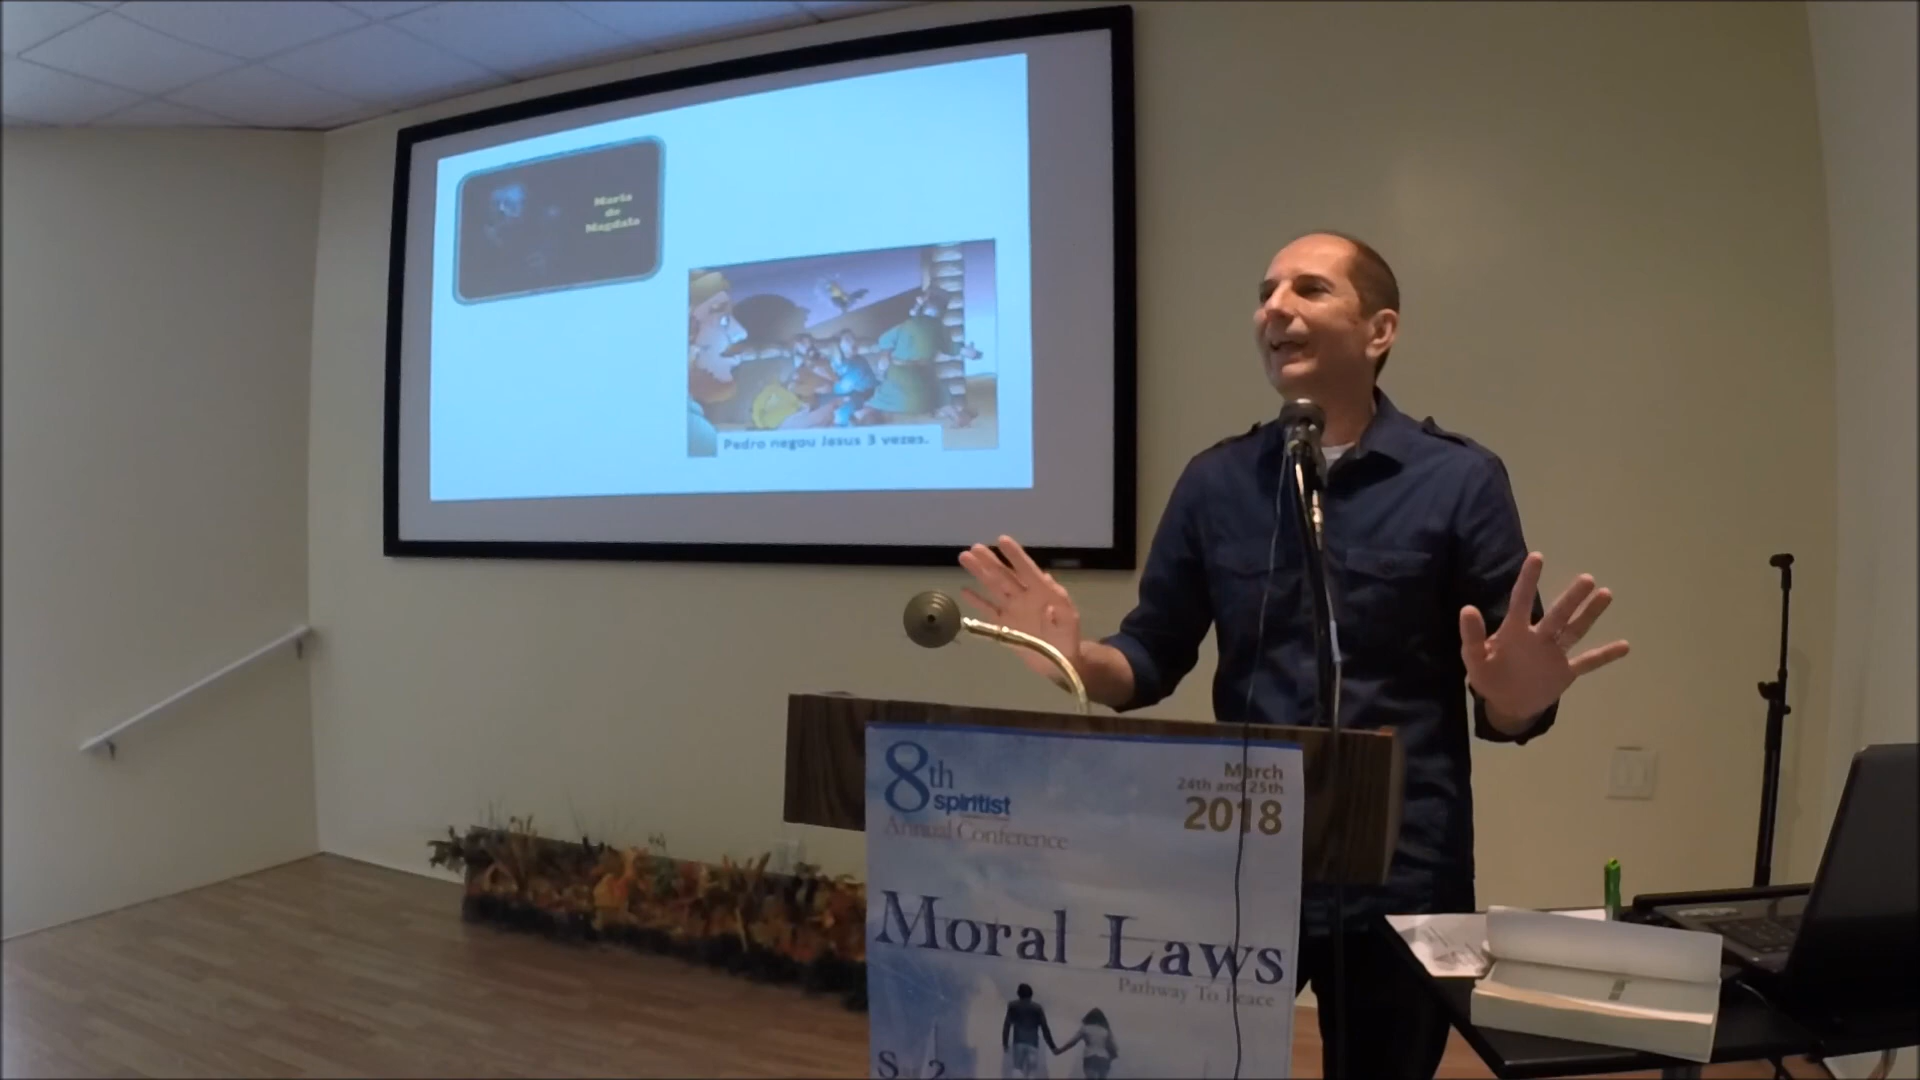 Maria
de
Magdala
Pedro negou Jesus 3 vezes.
8th
spiritist
Annual Conference
March
24th and 25th
2018
Moral Laws
Pathway To Peace